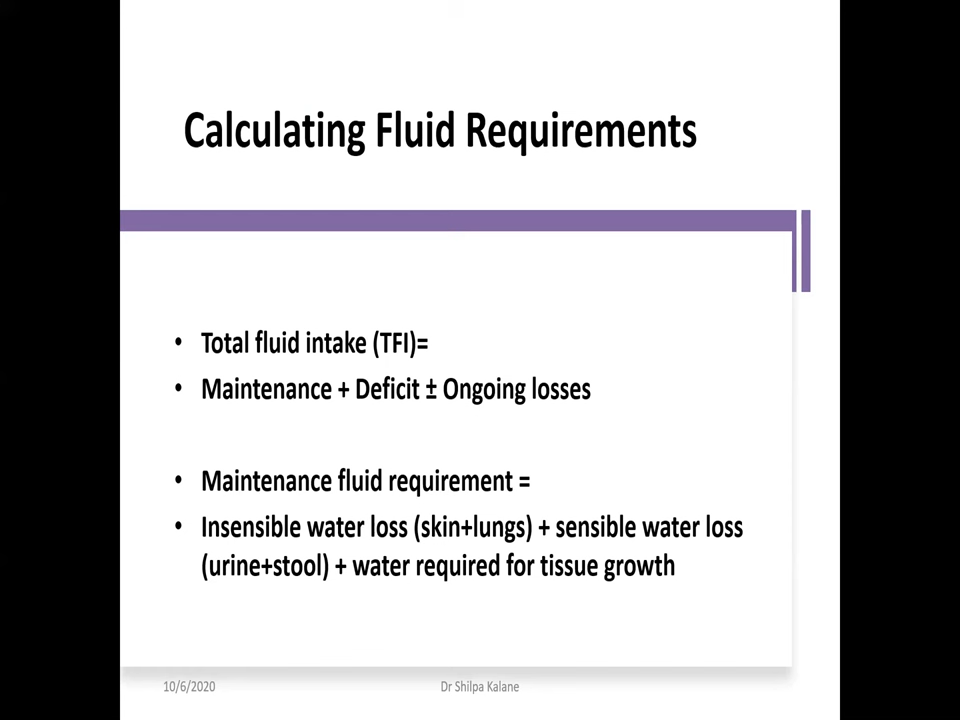 Calculating Fluid Requirements
• Total fluid intake (TFI)=
• Maintenance + Deficit ± Ongoing losses
• Maintenance fluid requirement =
• Insensible water loss (skin+lungs) + sensible water loss
(urine+stool) + water required for tissue growth
10/6/2020
Dr Shilpa Kalane